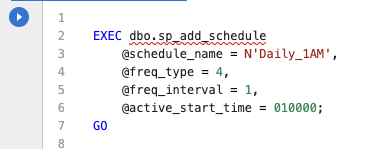 1
2 EXEC dbo.sp_add_schedule
3 @schedule_name = N'Daily_1AM',
4 @freq_type = 4,
5 @freq_interval = 1,
6 @active_start_time = 010000;
7 GO
8